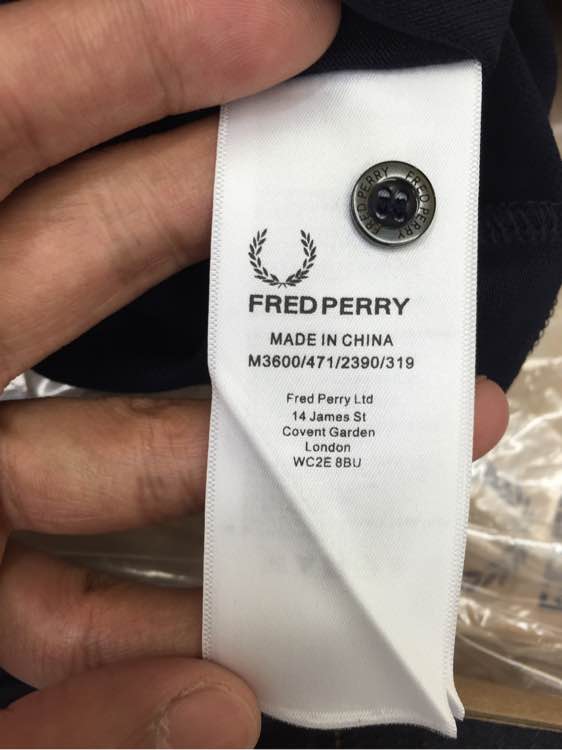 FRED PERRY FRED PERRY
FRED PERRY
MADE IN CHINA
M3600/471/2390/319
Fred Perry Ltd
14 James St
Covent Garden
London
WC2E 8BU